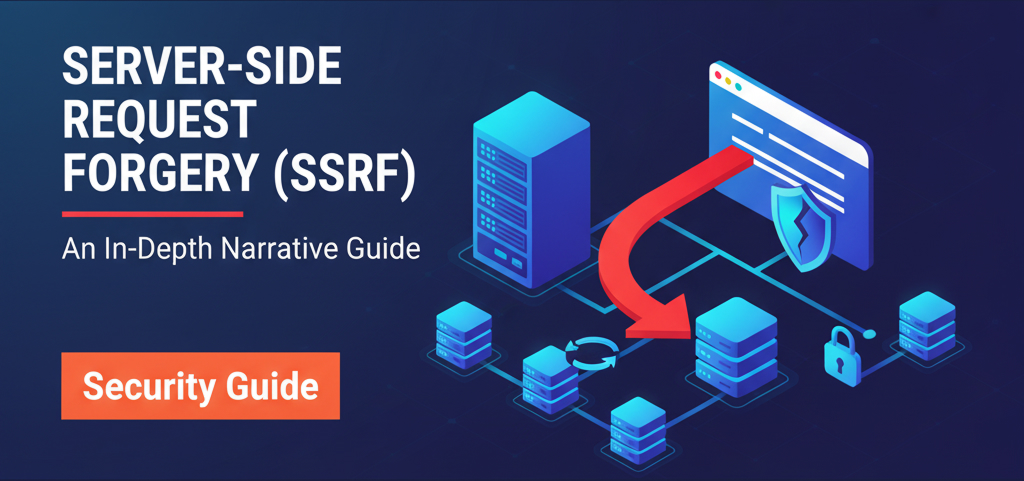 SERVER-SIDE
REQUEST
FORGERY (SSRF)
An In-Depth Narrative Guide
Security Guide